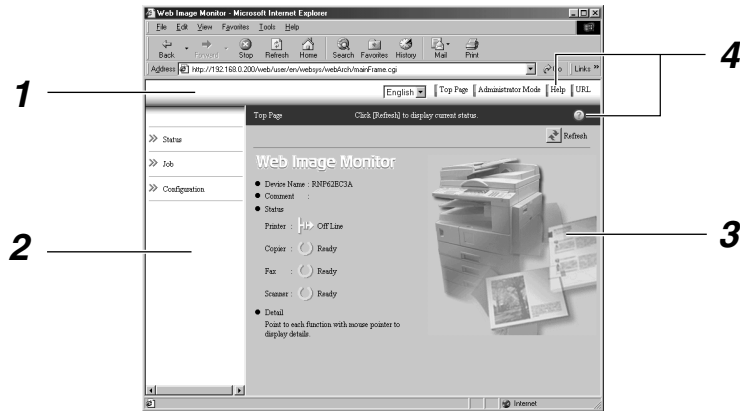 Web Image Monitor - Microsoft Internet Explorer
File Edit View Favorites Tools Help
Back Forward Stop Refresh Home Search Favorites History Mail Print
Address http://192.168.0.200/web/user/en/websys/webArch/mainFrame.cgi Go Links »
4
1
English Top Page Administrator Mode Help URL
Top Page Click [Refresh] to display current status. ?
Refresh
Status
Job
Configuration
Web Image Monitor
Device Name : RNP62EC3A
Comment :
Status
Printer : Off Line
Copier : Ready
Fax : Ready
Scanner : Ready
2
3
Detail
Point to each function with mouse pointer to
display details.
Internet